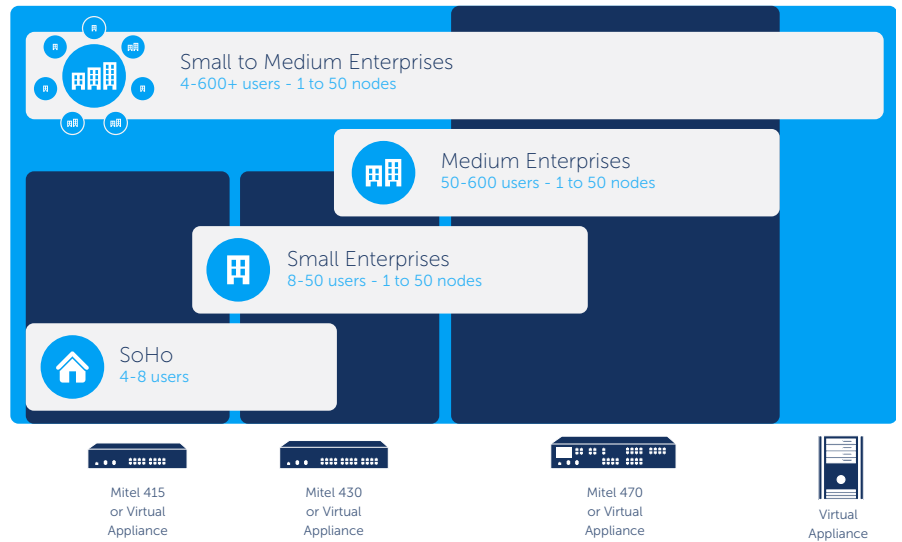 Small to Medium Enterprises
4-600+ users - 1 to 50 nodes
Medium Enterprises
50-600 users - 1 to 50 nodes
Small Enterprises
8-50 users - 1 to 50 nodes
SoHo
4-8 users
Mitel 415
or Virtual
Appliance
Mitel 430
or Virtual
Appliance
Mitel 470
or Virtual
Appliance
Virtual
Appliance